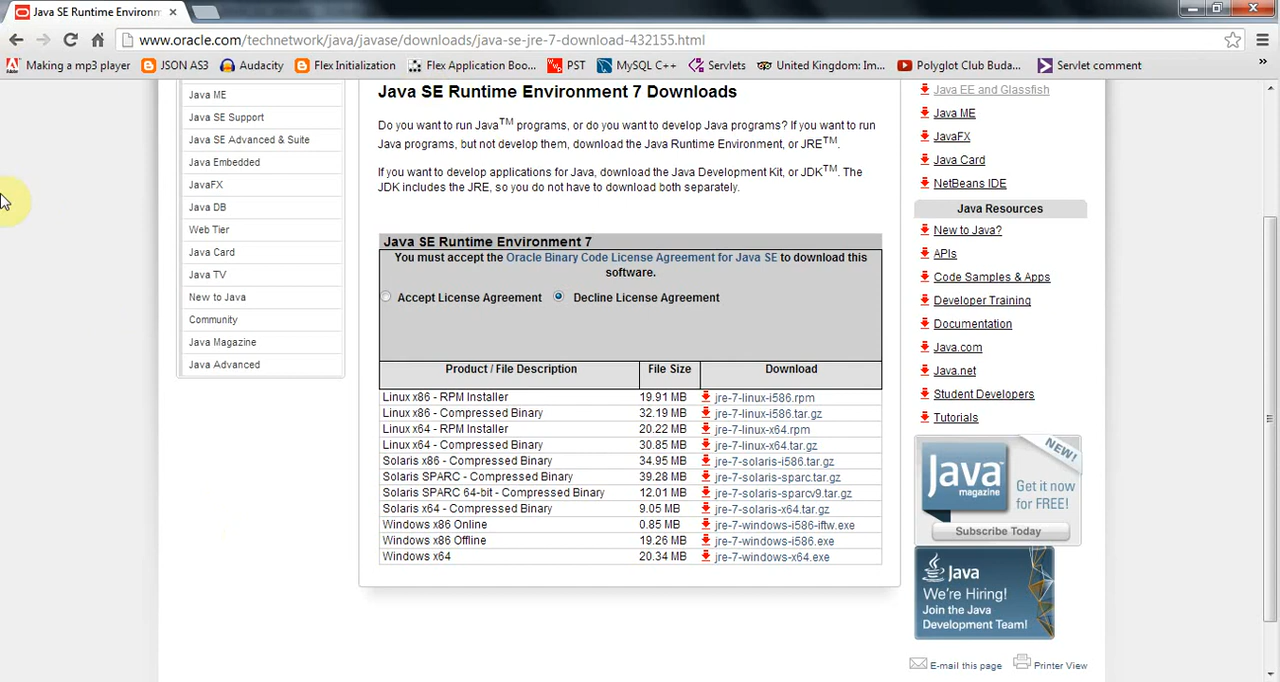 Java SE Runtime Environm
www.oracle.com/technetwork/java/javase/downloads/java-se-jre-7-download-432155.html
Making a mp3 player
JSON AS3
Audacity
Flex Initialization
Flex Application Boo...
PST
MySQL C++
Servlets
United Kingdom: Im...
Polyglot Club Buda...
Servlet comment
»
Java ME
Java SE Support
Java SE Advanced & Suite
Java Embedded
JavaFX
Java DB
Web Tier
Java Card
Java TV
New to Java
Community
Java Magazine
Java Advanced
Java SE Runtime Environment 7 Downloads
Do you want to run Java™ programs, or do you want to develop Java programs? If you want to run
Java programs, but not develop them, download the Java Runtime Environment, or JRE™.
If you want to develop applications for Java, download the Java Development Kit, or JDK™. The
JDK includes the JRE, so you do not have to download both separately.
Java SE Runtime Environment 7
You must accept the Oracle Binary Code License Agreement for Java SE to download this
software.
Accept License Agreement Decline License Agreement
Product / File Description File Size Download
Linux x86 - RPM Installer 19.91 MB jre-7-linux-i586.rpm
Linux x86 - Compressed Binary 32.19 MB jre-7-linux-i586.tar.gz
Linux x64 - RPM Installer 20.22 MB jre-7-linux-x64.rpm
Linux x64 - Compressed Binary 30.85 MB jre-7-linux-x64.tar.gz
Solaris x86 - Compressed Binary 34.95 MB jre-7-solaris-i586.tar.gz
Solaris SPARC - Compressed Binary 39.28 MB jre-7-solaris-sparc.tar.gz
Solaris SPARC 64-bit - Compressed Binary 12.01 MB jre-7-solaris-sparcv9.tar.gz
Solaris x64 - Compressed Binary 9.05 MB jre-7-solaris-x64.tar.gz
Windows x86 Online 0.85 MB jre-7-windows-i586-iftw.exe
Windows x86 Offline 19.26 MB jre-7-windows-i586.exe
Windows x64 20.34 MB jre-7-windows-x64.exe
Java EE and Glassfish
Java ME
JavaFX
Java Card
NetBeans IDE
Java Resources
New to Java?
APIs
Code Samples & Apps
Developer Training
Documentation
Java.com
Java.net
Student Developers
Tutorials
NEW!
Java™
magazine
Get it now
for FREE!
Subscribe Today
Java
We're Hiring!
Join the Java
Development Team!
E-mail this page Printer View